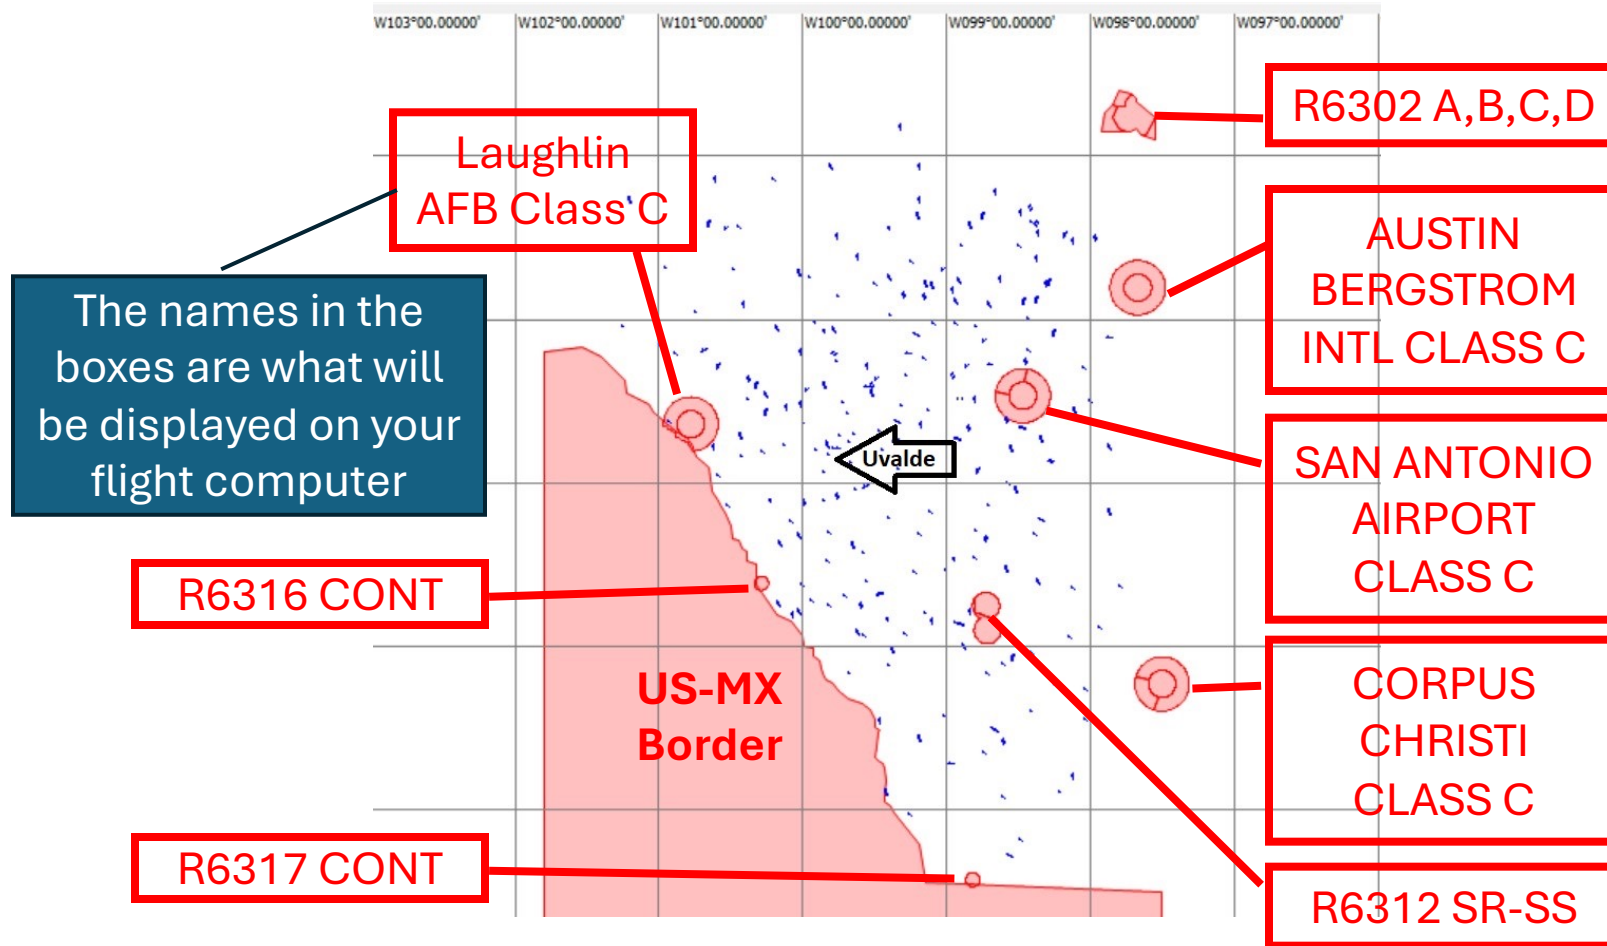 W103°00.00000'
W102°00.00000'
W101°00.00000'
W100°00.00000'
W099°00.00000'
W098°00.00000'
W097°00.00000'
R6302 A,B,C,D
Laughlin
AFB Class C
AUSTIN
BERGSTROM
INTL CLASS C
The names in the
boxes are what will
be displayed on your
flight computer
Uvalde
SAN ANTONIO
AIRPORT
CLASS C
R6316 CONT
US-MX
Border
CORPUS
CHRISTI
CLASS C
R6317 CONT
R6312 SR-SS